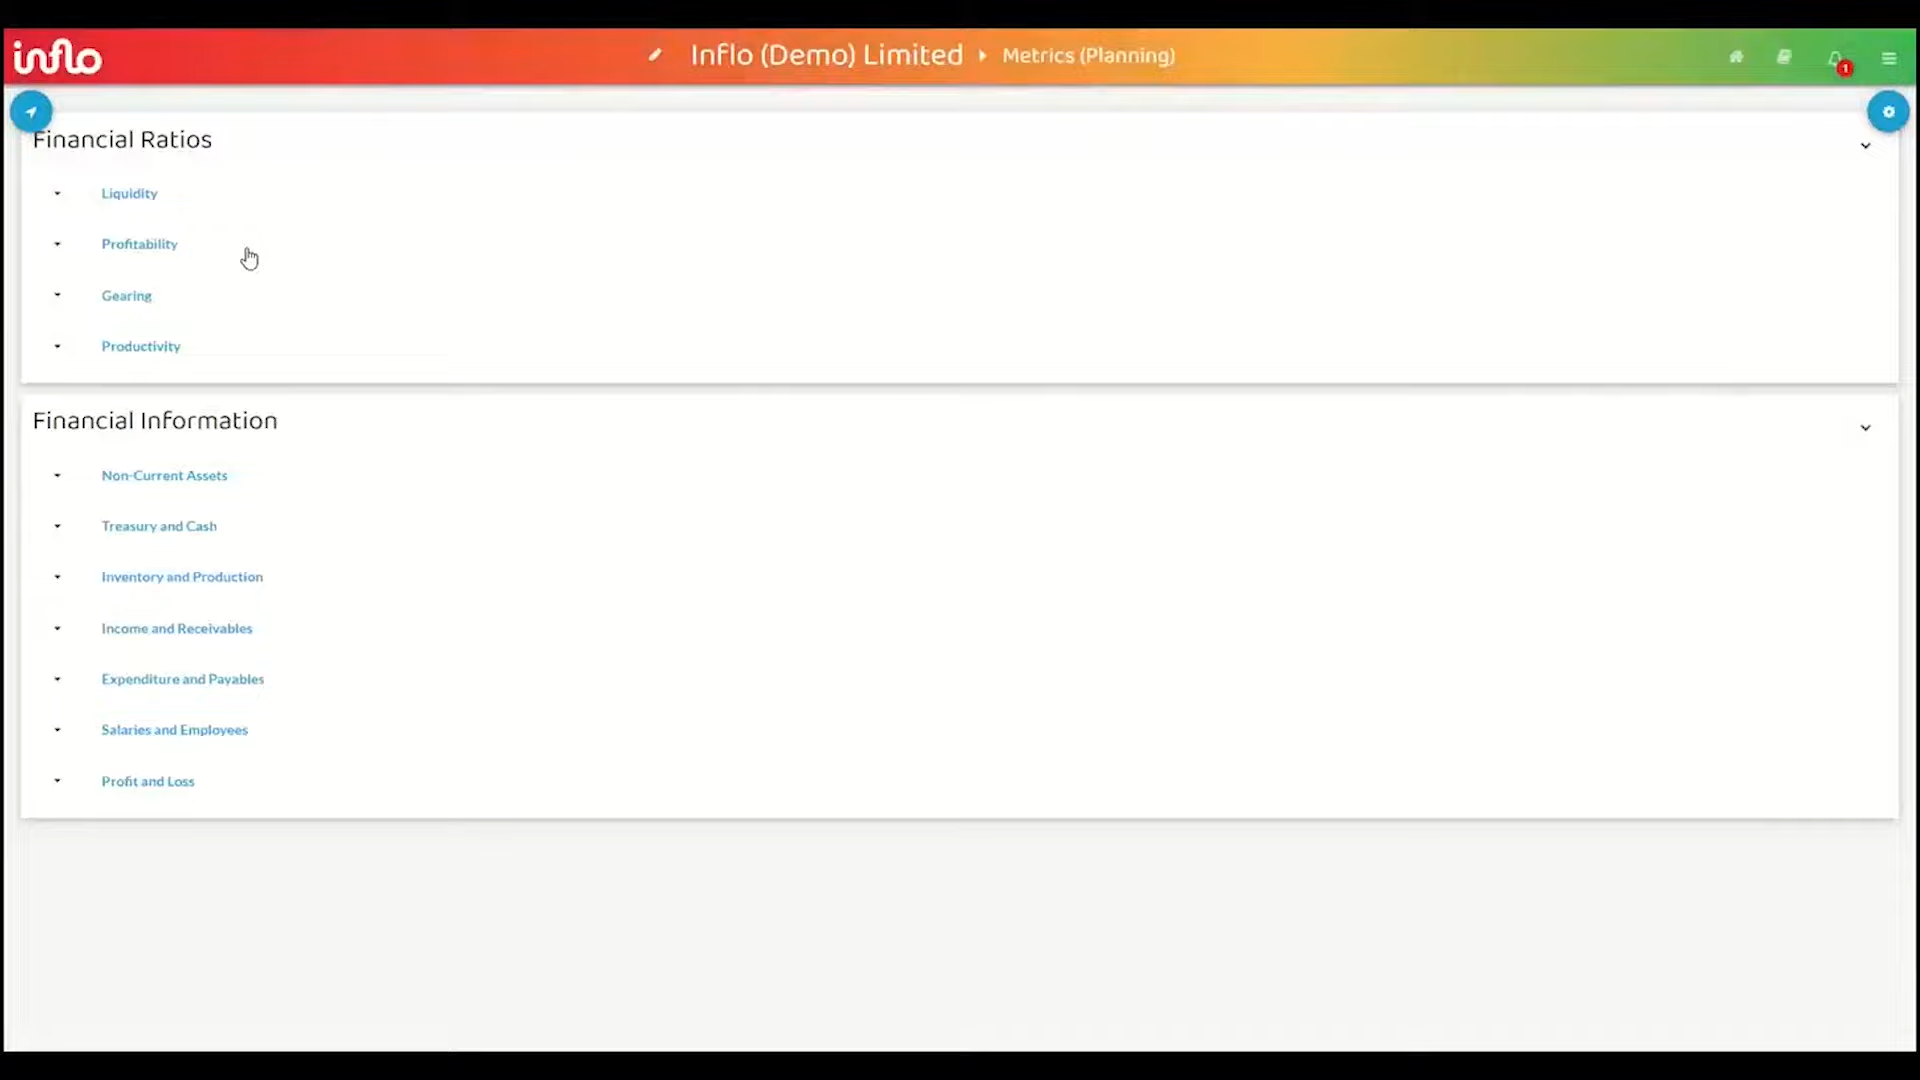 inflo
Inflo (Demo) Limited Metrics (Planning)
1
Financial Ratios
Liquidity
Profitability
Gearing
Productivity
Financial Information
Non-Current Assets
Treasury and Cash
Inventory and Production
Income and Receivables
Expenditure and Payables
Salaries and Employees
Profit and Loss